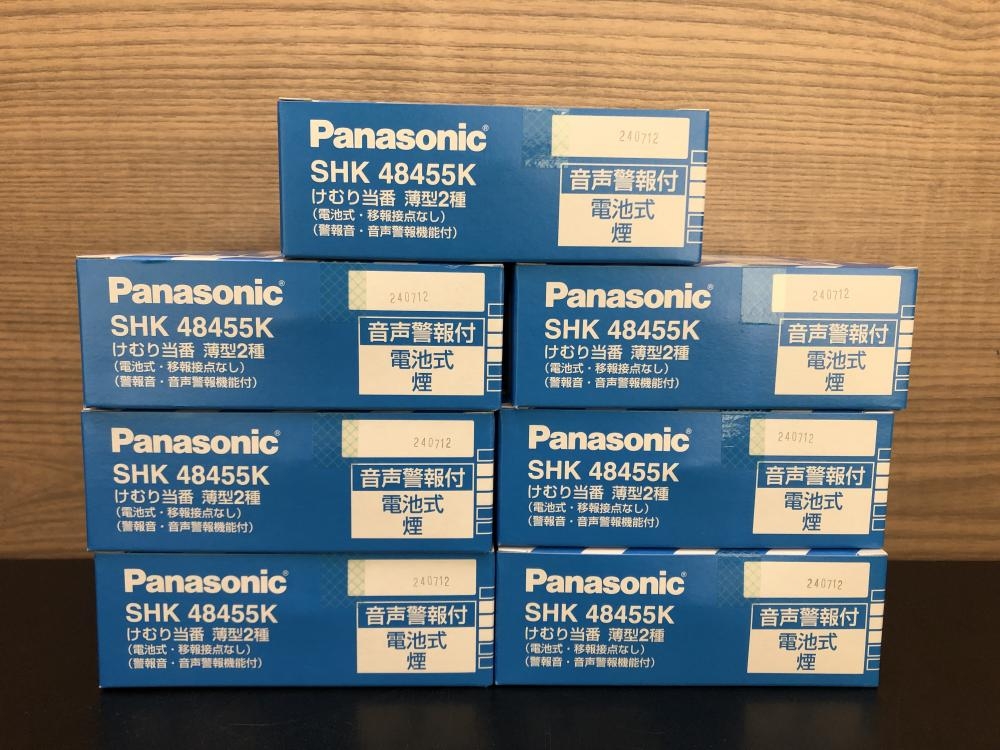 Panasonic®
240712
SHK 48455K
けむり当番 薄型2種
(電池式・移報接点なし)
(警報音・音声警報機能付)
音声警報付
電池式
煙
Panasonic®
240712
SHK 48455K
けむり当番 薄型2種
(電池式・移報接点なし)
(警報音・音声警報機能付)
音声警報付
電池式
煙
Panasonic®
240712
SHK 48455K
けむり当番 薄型2種
(電池式・移報接点なし)
(警報音・音声警報機能付)
音声警報付
電池式
煙
Panasonic®
240712
SHK 48455K
けむり当番 薄型2種
(電池式・移報接点なし)
(警報音・音声警報機能付)
音声警報付
電池式
煙
Panasonic®
240712
SHK 48455K
けむり当番 薄型2種
(電池式・移報接点なし)
(警報音・音声警報機能付)
音声警報付
電池式
煙
Panasonic®
240712
SHK 48455K
けむり当番 薄型2種
(電池式・移報接点なし)
(警報音・音声警報機能付)
音声警報付
電池式
煙
Panasonic®
240712
SHK 48455K
けむり当番 薄型2種
(電池式・移報接点なし)
(警報音・音声警報機能付)
音声警報付
電池式
煙